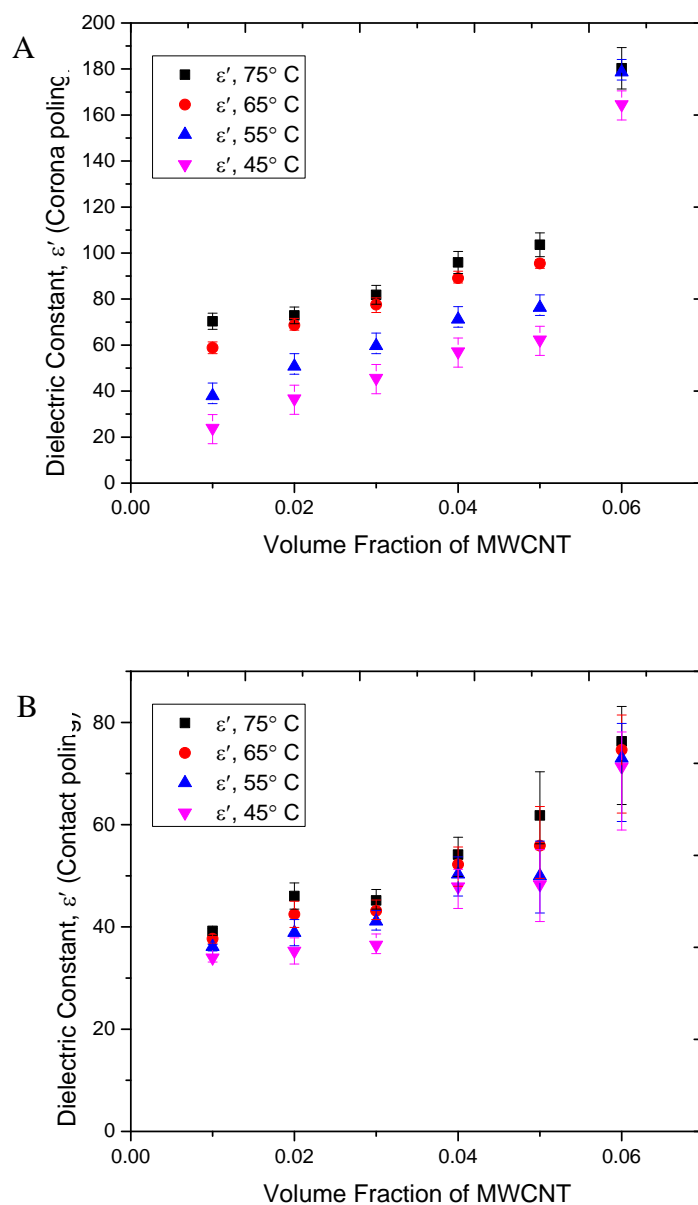 A
Dielectric Constant, ε′ (Corona poling
200
180
160
140
120
100
80
60
40
20
0
ε′, 75° C
ε′, 65° C
ε′, 55° C
ε′, 45° C
0.00
0.02
0.04
0.06
Volume Fraction of MWCNT
B
Dielectric Constant, ε′ (Contact poling)
80
60
40
20
0
ε′, 75° C
ε′, 65° C
ε′, 55° C
ε′, 45° C
0.00
0.02
0.04
0.06
Volume Fraction of MWCNT